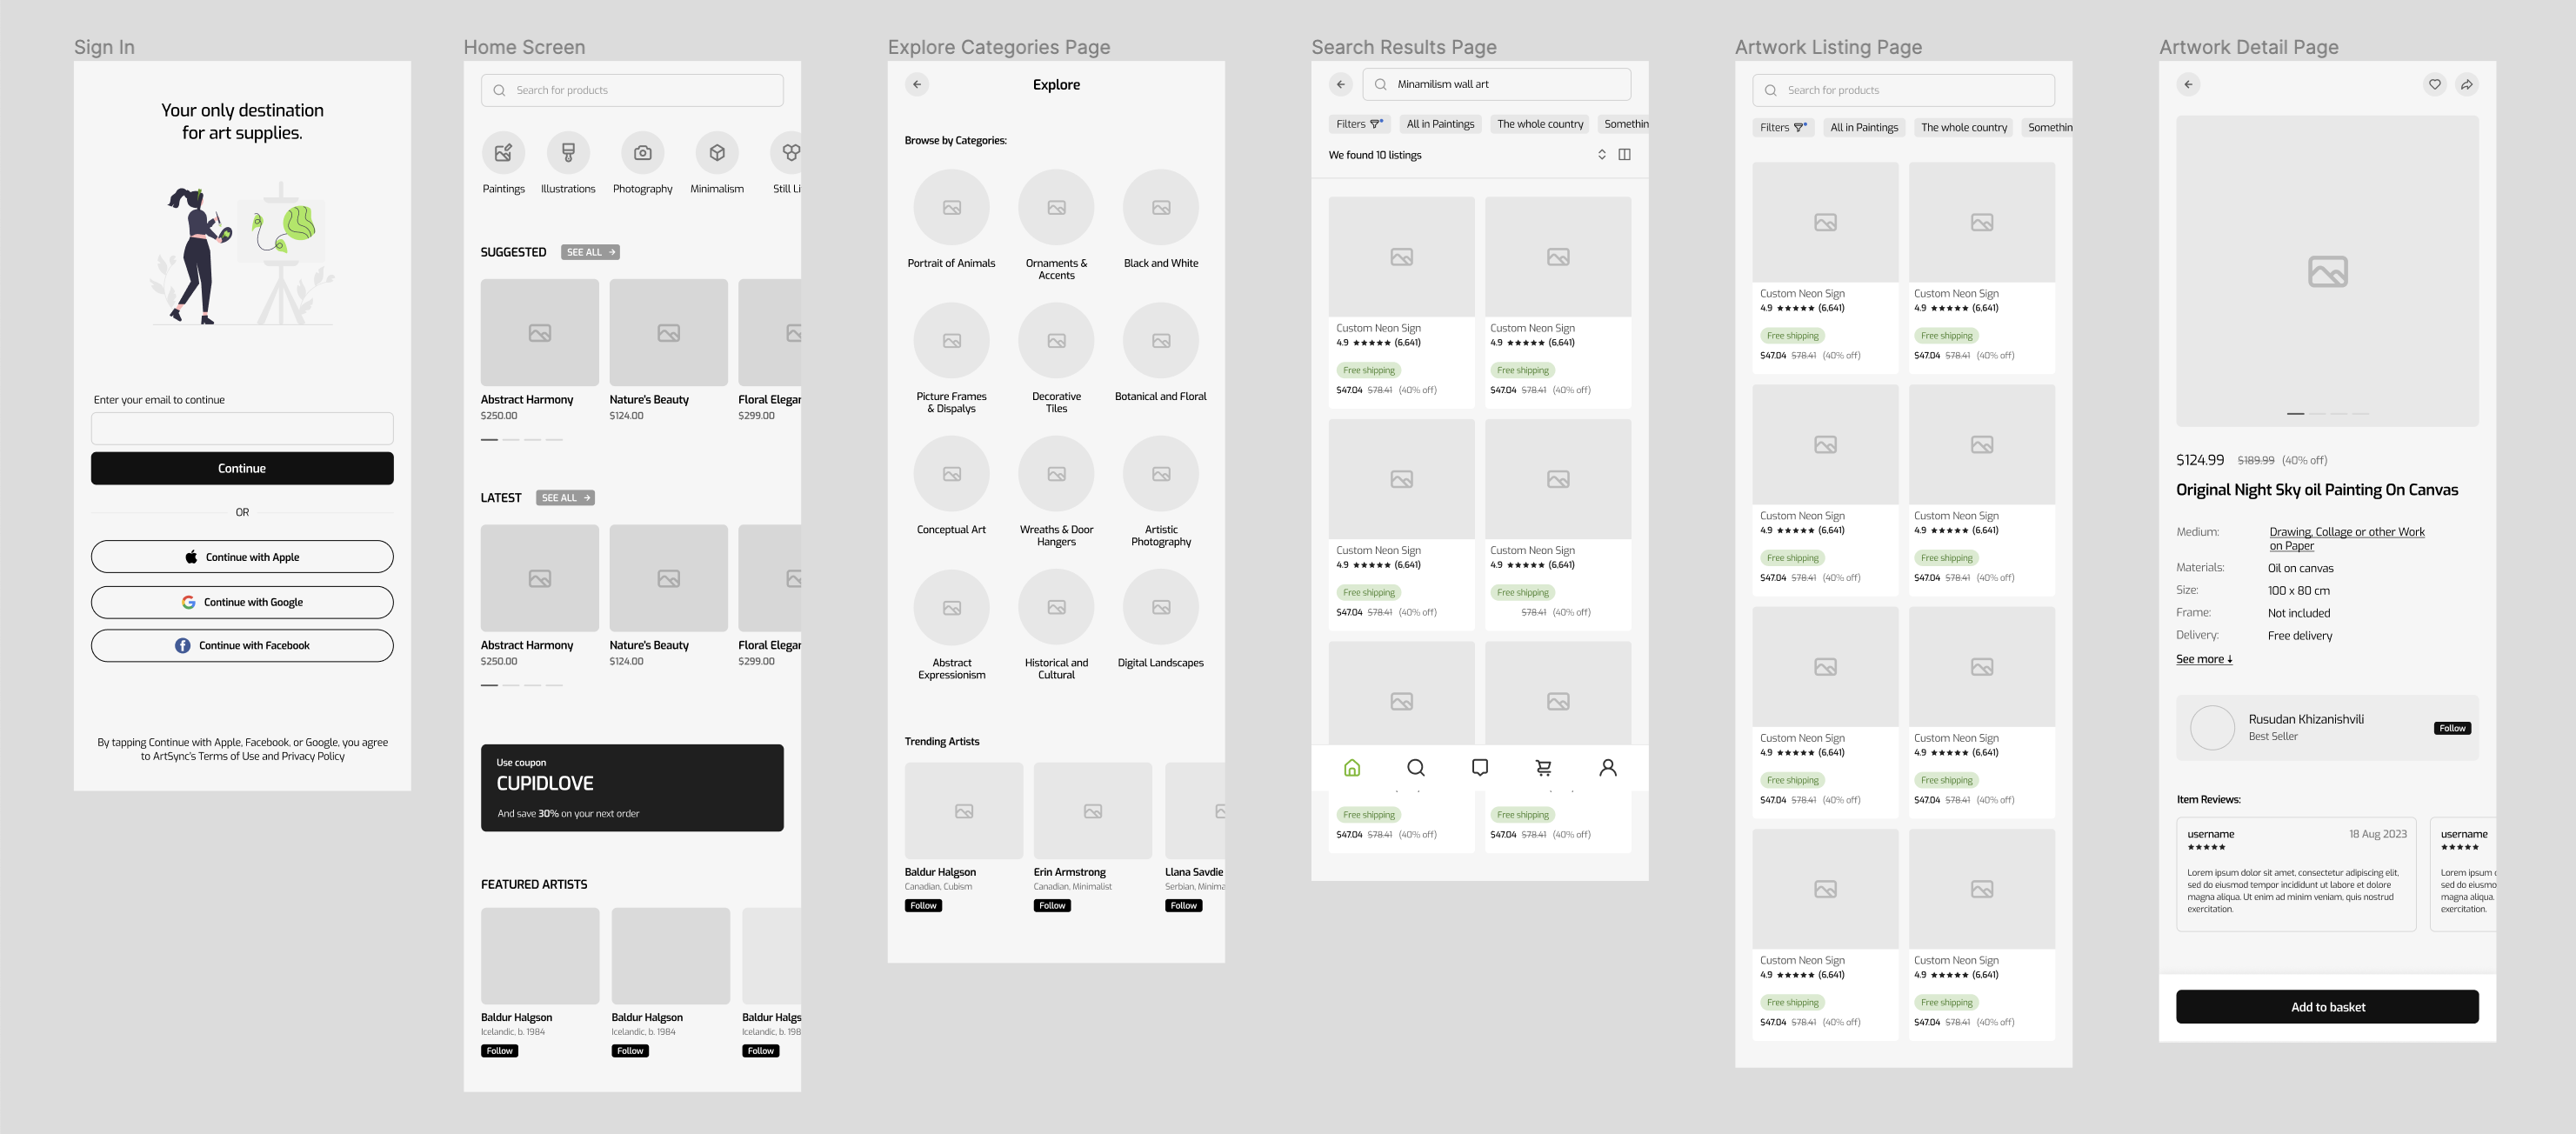 Sign In
Your only destination
for art supplies.
Enter your email to continue
Continue
OR
Continue with Apple
Continue with Google
Continue with Facebook
By tapping Continue with Apple, Facebook, or Google, you agree
to ArtSync's Terms of Use and Privacy Policy
Home Screen
Search for products
Paintings Illustrations Photography Minimalism Still Li
SUGGESTED SEE ALL →
Abstract Harmony Nature's Beauty Floral Elegar
$250.00 $124.00 $299.00
LATEST SEE ALL →
Abstract Harmony Nature's Beauty Floral Elegar
$250.00 $124.00 $299.00
Use coupon
CUPIDLOVE
And save 30% on your next order
FEATURED ARTISTS
Baldur Halgson Baldur Halgson Baldur Halgs
Icelandic, b. 1984 Icelandic, b. 1984 Icelandic, b. 198
Follow Follow Follow
Explore Categories Page
Explore
Browse by Categories:
Portrait of Animals Ornaments & Black and White
Accents
Picture Frames Decorative Botanical and Floral
& Dispalys Tiles
Conceptual Art Wreaths & Door Artistic
Hangers Photography
Abstract Historical and Digital Landscapes
Expressionism Cultural
Trending Artists
Baldur Halgson Erin Armstrong Llana Savdie
Canadian, Cubism Canadian, Minimalist Serbian, Minima
Follow Follow Follow
Search Results Page
Minamilism wall art
Filters All in Paintings The whole country Somethin
We found 10 listings
Custom Neon Sign Custom Neon Sign
4.9 ★★★★★ (6,641) 4.9 ★★★★★ (6,641)
Free shipping Free shipping
$47.04 $78.41 (40% off) $47.04 $78.41 (40% off)
Custom Neon Sign Custom Neon Sign
4.9 ★★★★★ (6,641) 4.9 ★★★★★ (6,641)
Free shipping Free shipping
$47.04 $78.41 (40% off) $78.41 (40% off)
Free shipping Free shipping
$47.04 $78.41 (40% off) $47.04 $78.41 (40% off)
Artwork Listing Page
Search for products
Filters All in Paintings The whole country Somethin
Custom Neon Sign Custom Neon Sign
4.9 ★★★★★ (6,641) 4.9 ★★★★★ (6,641)
Free shipping Free shipping
$47.04 $78.41 (40% off) $47.04 $78.41 (40% off)
Custom Neon Sign Custom Neon Sign
4.9 ★★★★★ (6,641) 4.9 ★★★★★ (6,641)
Free shipping Free shipping
$47.04 $78.41 (40% off) $47.04 $78.41 (40% off)
Custom Neon Sign Custom Neon Sign
4.9 ★★★★★ (6,641) 4.9 ★★★★★ (6,641)
Free shipping Free shipping
$47.04 $78.41 (40% off) $47.04 $78.41 (40% off)
Custom Neon Sign Custom Neon Sign
4.9 ★★★★★ (6,641) 4.9 ★★★★★ (6,641)
Free shipping Free shipping
$47.04 $78.41 (40% off) $47.04 $78.41 (40% off)
Artwork Detail Page
$124.99 $189.99 (40% off)
Original Night Sky oil Painting On Canvas
Medium: Drawing, Collage or other Work
on Paper
Materials: Oil on canvas
Size: 100 x 80 cm
Frame: Not included
Delivery: Free delivery
See more ↓
Rusudan Khizanishvili
Best Seller
Follow
Item Reviews:
username 18 Aug 2023 username
★★★★★ ★★★★★
Lorem ipsum dolor sit amet, consectetur adipiscing elit, Lorem ipsum
sed do eiusmod tempor incididunt ut labore et dolore sed do eiusmo
magna aliqua. Ut enim ad minim veniam, quis nostrud magna aliqua.
exercitation. exercitation.
Add to basket